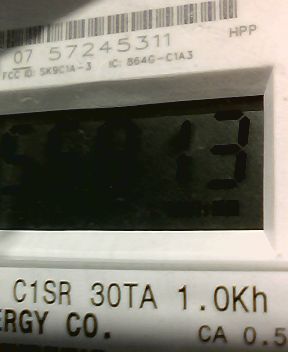 07 57245311
HPP
FCC ID: SK9C1A-3 IC: 864G-C1A3
C1SR 30TA 1.0Kh
ERGY CO.
CA 0.5